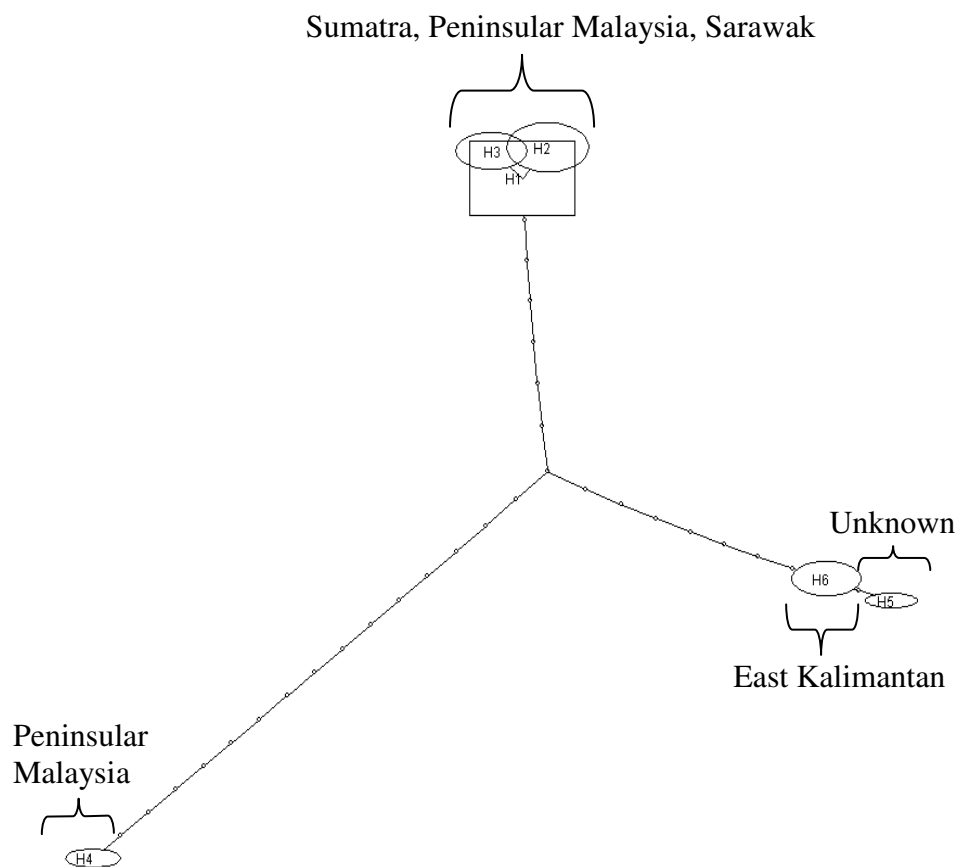 Sumatra, Peninsular Malaysia, Sarawak
H3
H2
H1
Unknown
H6
H5
East Kalimantan
Peninsular
Malaysia
H4